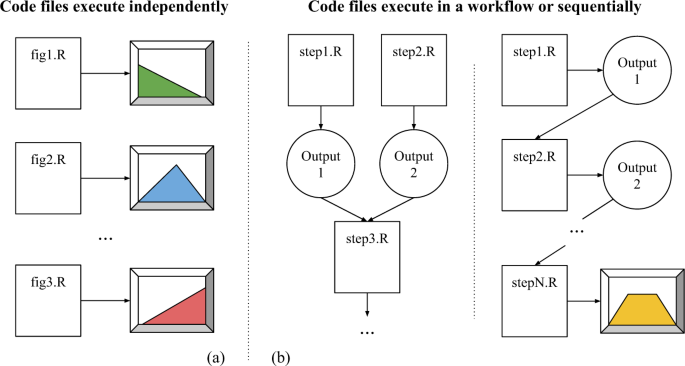 Code files execute independently
fig1.R
fig2.R
...
fig3.R
(a)
Code files execute in a workflow or sequentially
step1.R
step2.R
Output
1
Output
2
step3.R
...
(b)
step1.R
Output
1
step2.R
Output
2
...
stepN.R